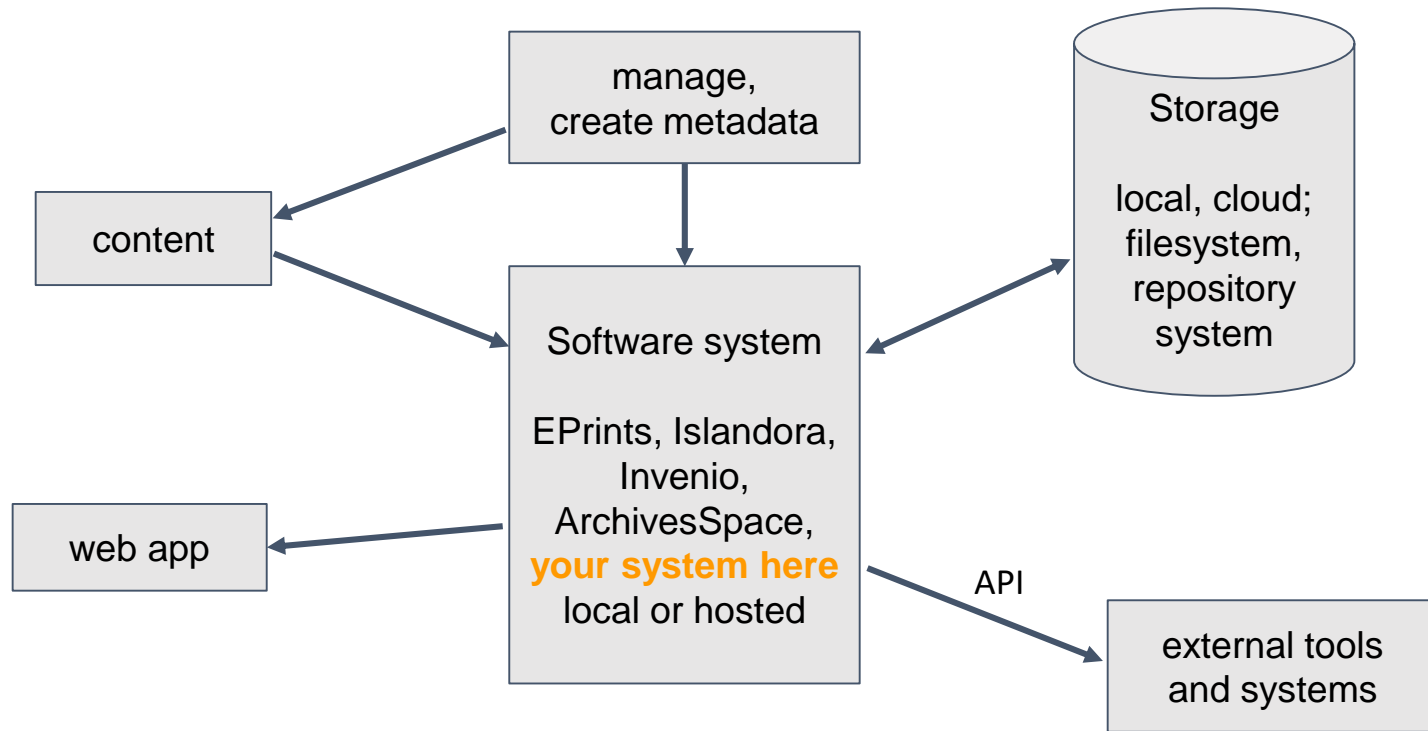 manage,
create metadata
Storage
local, cloud;
filesystem,
repository
system
content
Software system
EPrints, Islandora,
Invenio,
ArchivesSpace,
your system here
local or hosted
web app
API
external tools
and systems